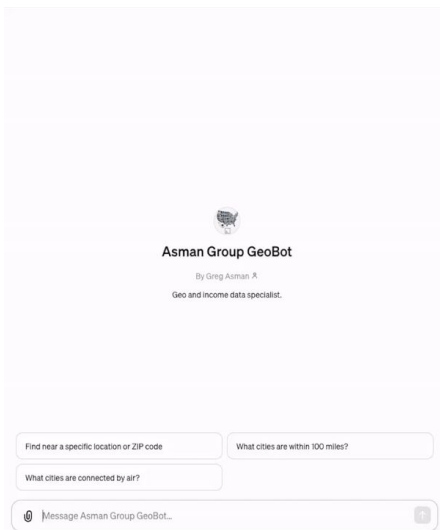 Asman Group GeoBot
By Greg Asman
Geo and income data specialist.
Find near a specific location or ZIP code
What cities are within 100 miles?
What cities are connected by air?
Message Asman Group GeoBot...